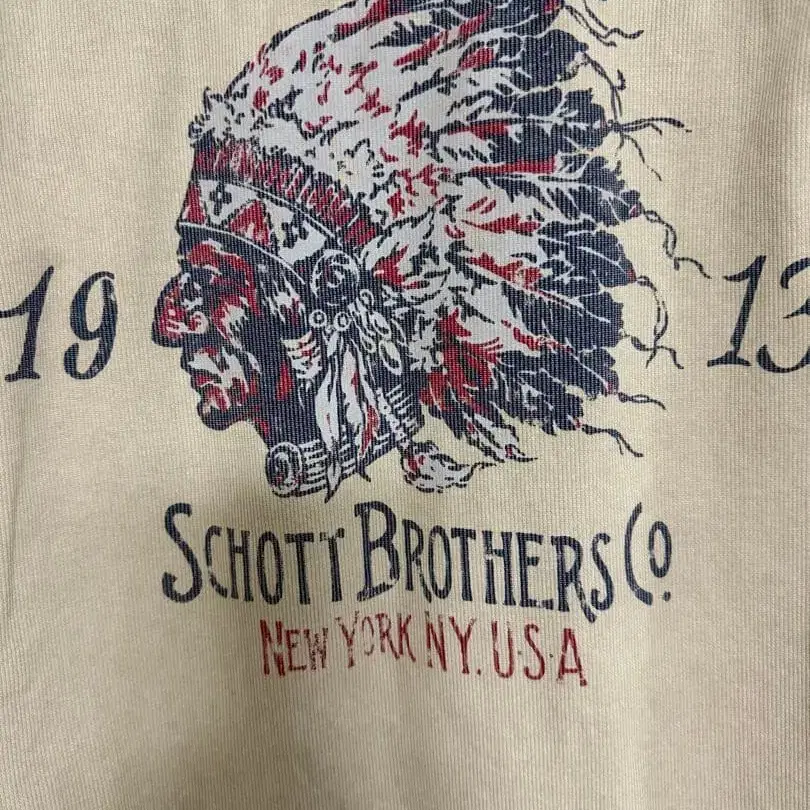 19 13
SCHOTT BROTHERS CO.
NEW YORK NY. U.S.A